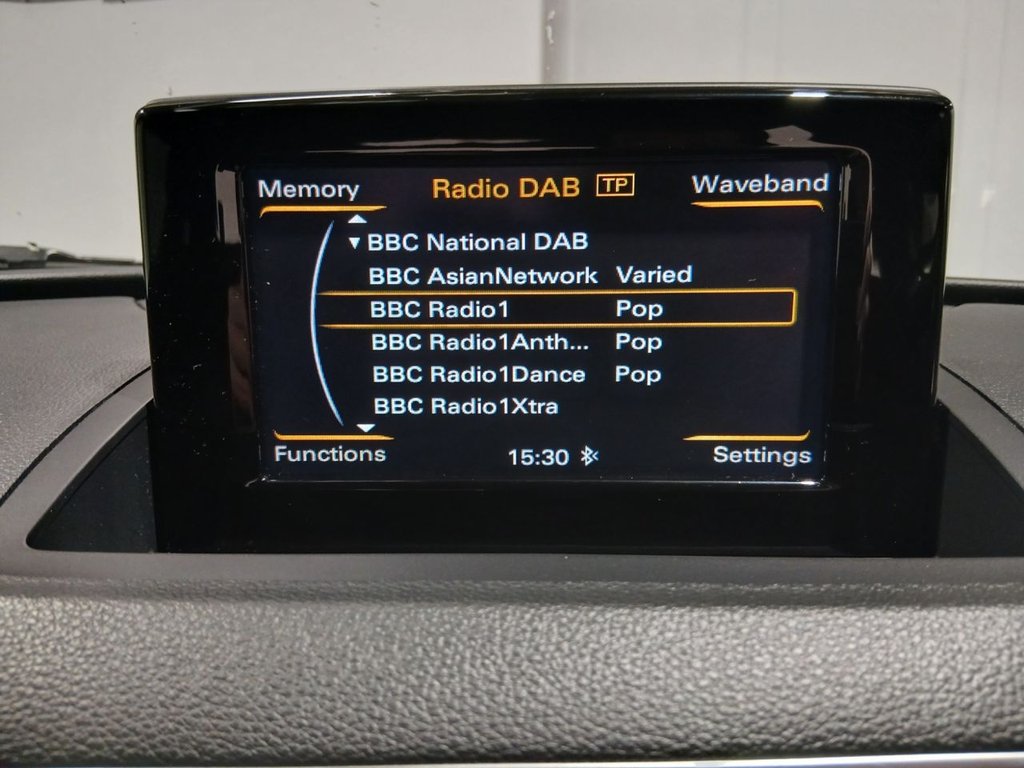 Memory Radio DAB TP Waveband
BBC National DAB
BBC AsianNetwork Varied
BBC Radio1 Pop
BBC Radio1Anth... Pop
BBC Radio1Dance Pop
BBC Radio1Xtra
Functions 15:30 Settings